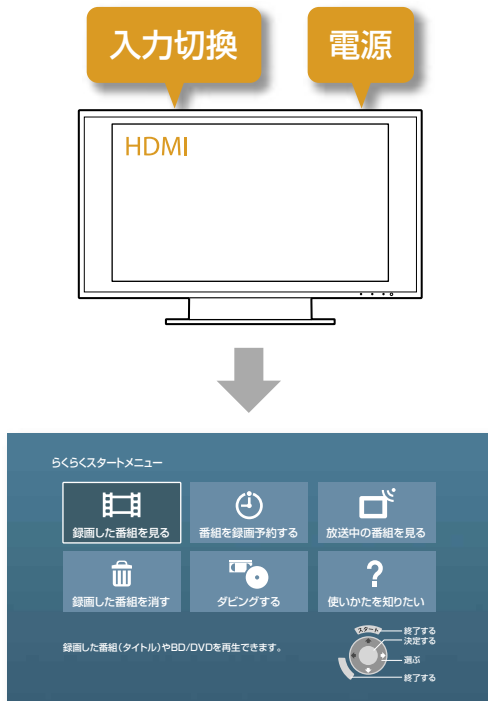 入力切換
電源
HDMI
らくらくスタートメニュー
録画した番組を見る
番組を録画予約する
放送中の番組を見る
録画した番組を消す
ダビングする
使いかたを知りたい
録画した番組(タイトル)やBD/DVDを再生できます。
スタート
終了する
決定する
選ぶ
終了する